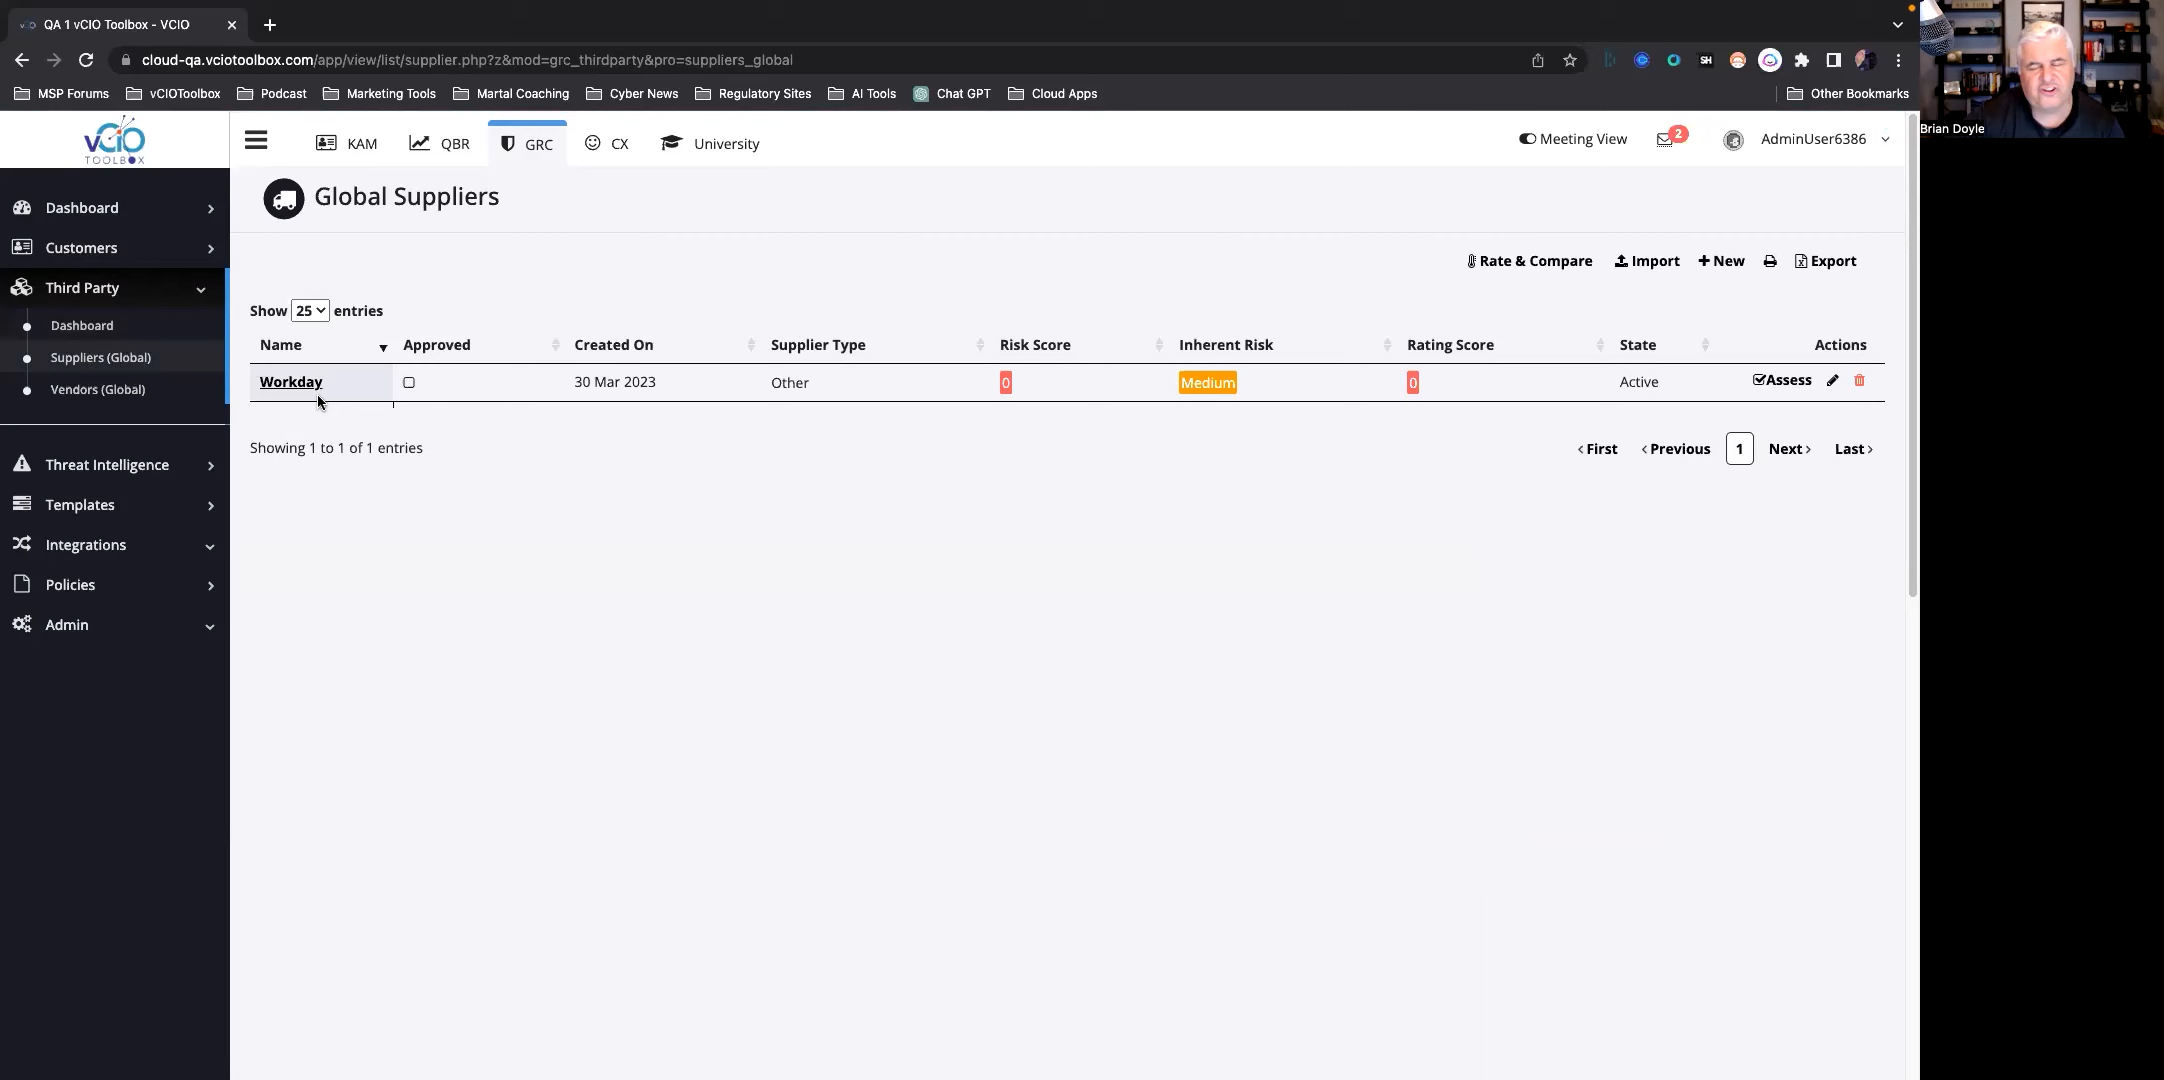 QA 1 vCIO Toolbox - VCIO
cloud-qa.vciotoolbox.com/app/view/list/supplier.php?z&mod=grc_thirdparty&pro=suppliers_global
MSP Forums vCIOToolbox Podcast Marketing Tools Martal Coaching Cyber News Regulatory Sites AI Tools Chat GPT Cloud Apps Other Bookmarks
Brian Doyle
vCIO
TOOLBOX
KAM QBR GRC CX University Meeting View 2 AdminUser6386
Dashboard
Customers
Third Party
Dashboard
Suppliers (Global)
Vendors (Global)
Threat Intelligence
Templates
Integrations
Policies
Admin
Global Suppliers
Rate & Compare Import +New Export
Show 25 entries
Name Approved Created On Supplier Type Risk Score Inherent Risk Rating Score State Actions
Workday 30 Mar 2023 Other 0 Medium 0 Active Assess
Showing 1 to 1 of 1 entries
‹First ‹Previous 1 Next› Last›
SH